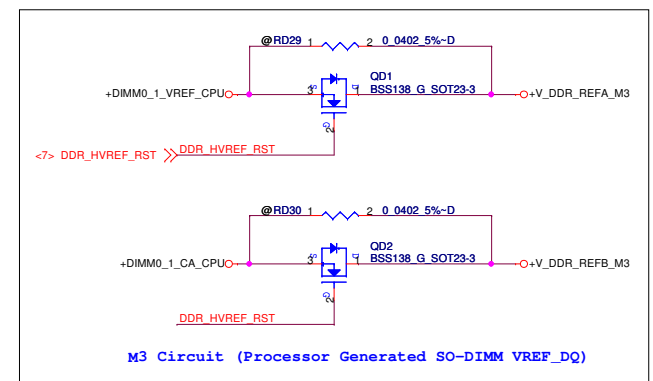 @RD29 1 2 0_0402_5%~D
QD1
+DIMM0_1_VREF_CPU 3 S D 1 BSS138_G_SOT23-3 +V_DDR_REFA_M3
G
2
<7> DDR_HVREF_RST DDR_HVREF_RST
@RD30 1 2 0_0402_5%~D
QD2
+DIMM0_1_CA_CPU 3 S D 1 BSS138_G_SOT23-3 +V_DDR_REFB_M3
G
2
DDR_HVREF_RST
M3 Circuit (Processor Generated SO-DIMM VREF_DQ)